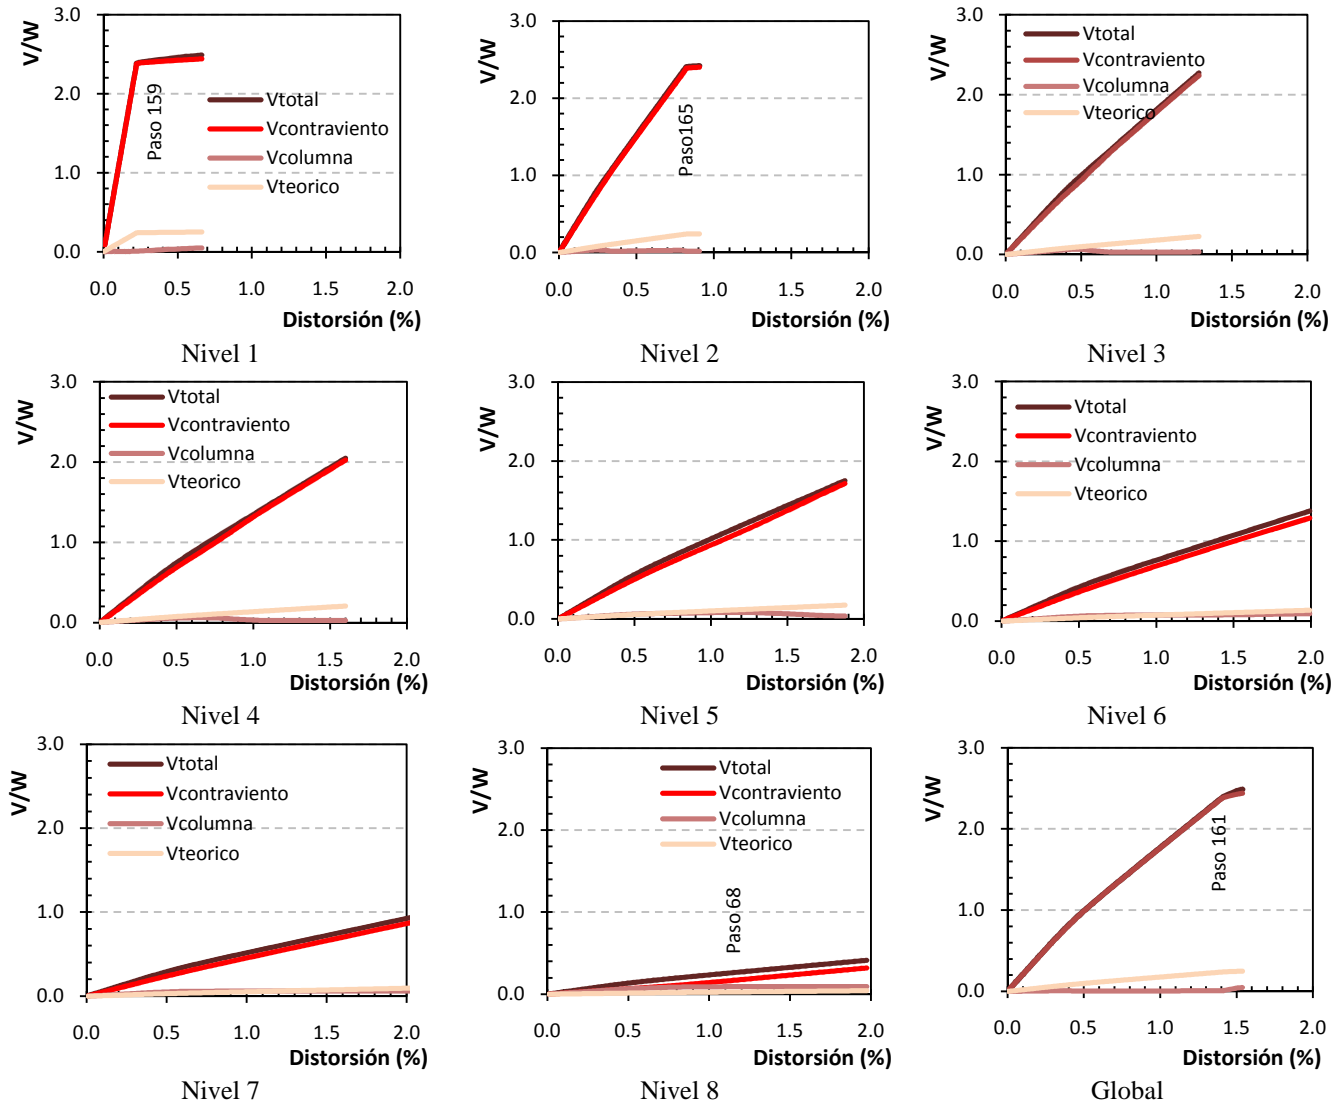 3.0
V/W
2.0
Paso 159
Vtotal
Vcontraviento
Vcolumna
Vteorico
1.0
0.0
0.0 0.5 1.0 1.5 2.0
Distorsión (%)
Nivel 1
3.0
V/W
2.0
Paso165
1.0
0.0
0.0 0.5 1.0 1.5 2.0
Distorsión (%)
Nivel 2
3.0
V/W
Vtotal
Vcontraviento
Vcolumna
Vteorico
2.0
1.0
0.0
0.0 0.5 1.0 1.5 2.0
Distorsión (%)
Nivel 3
3.0
V/W
Vtotal
Vcontraviento
Vcolumna
Vteorico
2.0
1.0
0.0
0.0 0.5 1.0 1.5 2.0
Distorsión (%)
Nivel 4
3.0
V/W
2.0
1.0
0.0
0.0 0.5 1.0 1.5 2.0
Distorsión (%)
Nivel 5
3.0
V/W
Vtotal
Vcontraviento
Vcolumna
Vteorico
2.0
1.0
0.0
0.0 0.5 1.0 1.5 2.0
Distorsión (%)
Nivel 6
3.0
V/W
Vtotal
Vcontraviento
Vcolumna
Vteorico
2.0
1.0
0.0
0.0 0.5 1.0 1.5 2.0
Distorsión (%)
Nivel 7
3.0
V/W
Vtotal
Vcontraviento
Vcolumna
Vteorico
2.0
1.0
Paso 68
0.0
0.0 0.5 1.0 1.5 2.0
Distorsión (%)
Nivel 8
3.0
V/W
2.0
Paso 161
1.0
0.0
0.0 0.5 1.0 1.5 2.0
Distorsión (%)
Global